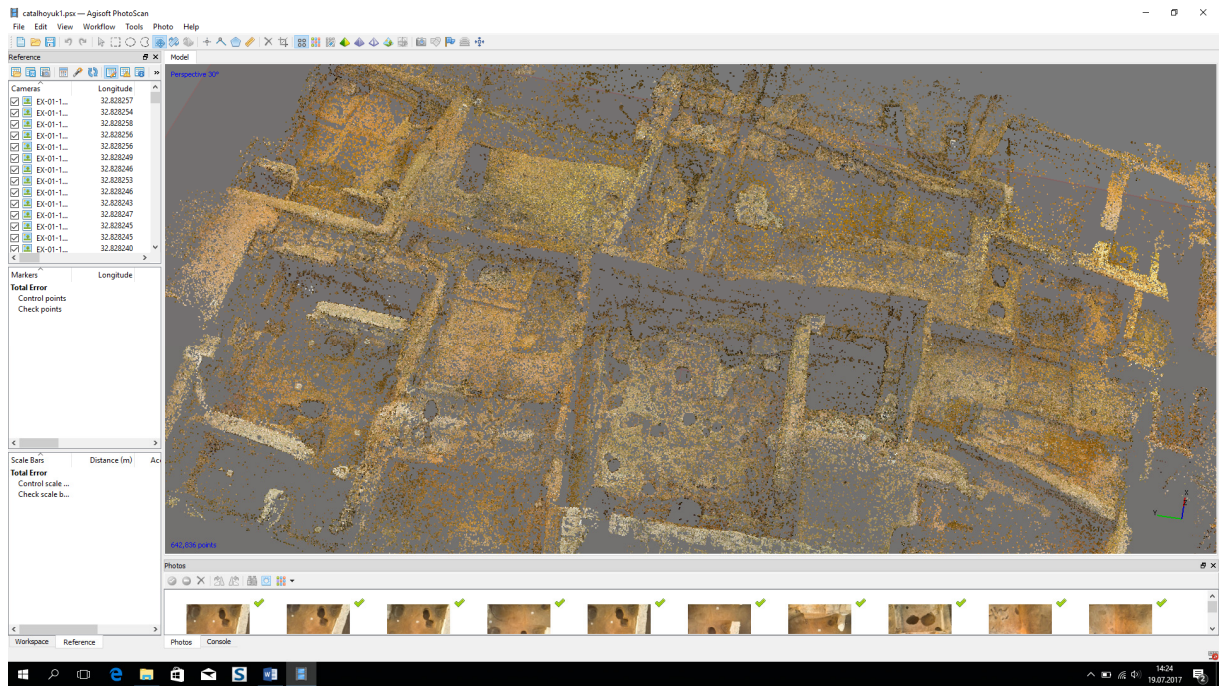 catalhoyuk1.psx — Agisoft PhotoScan
File Edit View Workflow Tools Photo Help
Reference
Model
»
Cameras Longitude
EX-01-1... 32.828257
EX-01-1... 32.828254
EX-01-1... 32.828258
EX-01-1... 32.828256
EX-01-1... 32.828256
EX-01-1... 32.828249
EX-01-1... 32.828246
EX-01-1... 32.828253
EX-01-1... 32.828246
EX-01-1... 32.828243
EX-01-1... 32.828247
EX-01-1... 32.828245
EX-01-1... 32.828245
EX-01-1... 32.828240
Markers Longitude
Total Error
Control points
Check points
Scale Bars Distance (m) Ac
Total Error
Control scale ...
Check scale b...
Workspace Reference
Perspective 30°
X
Y
642,836 points
Photos
Photos Console
14:24
19.07.2017